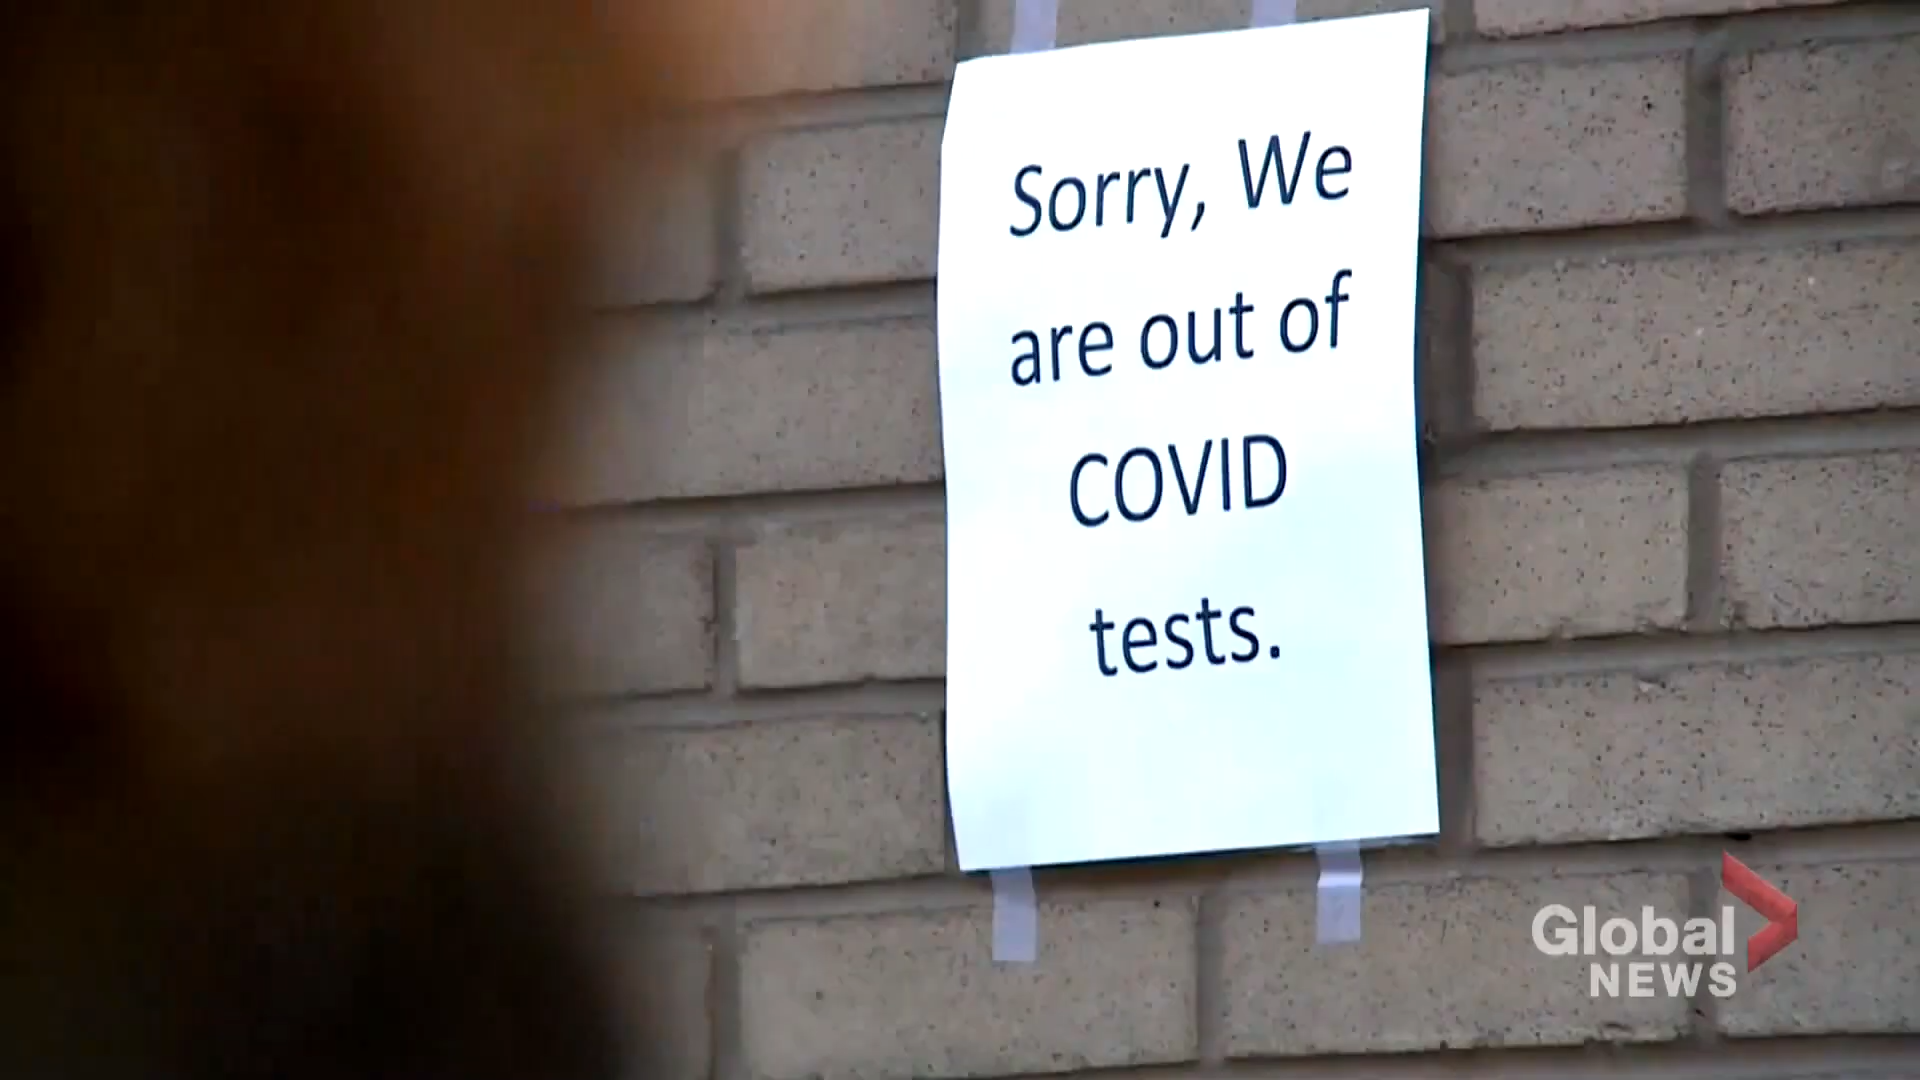 Sorry, We
are out of
COVID
tests.
Global
NEWS